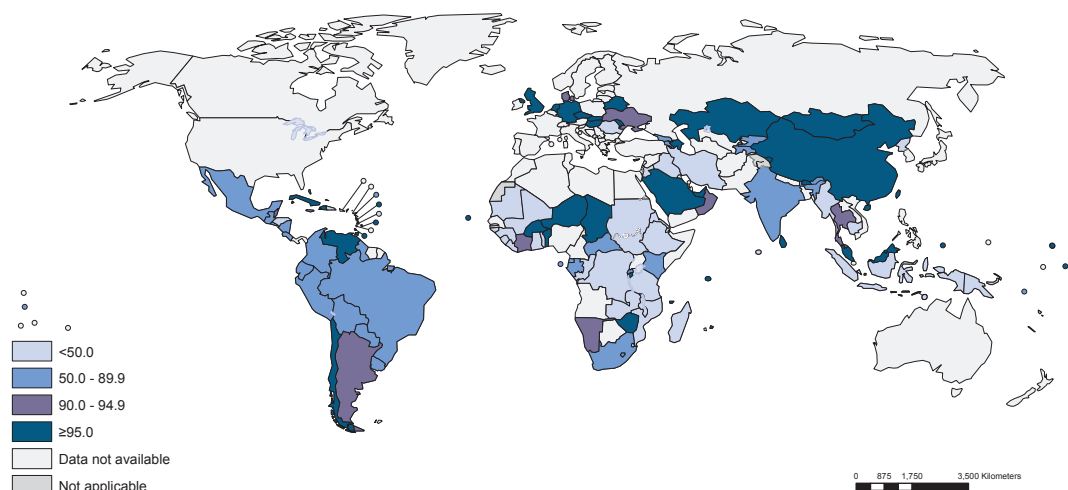 <50.0
50.0 - 89.9
90.0 - 94.9
≥95.0
Data not available
Not applicable
0 875 1,750 3,500 Kilometers